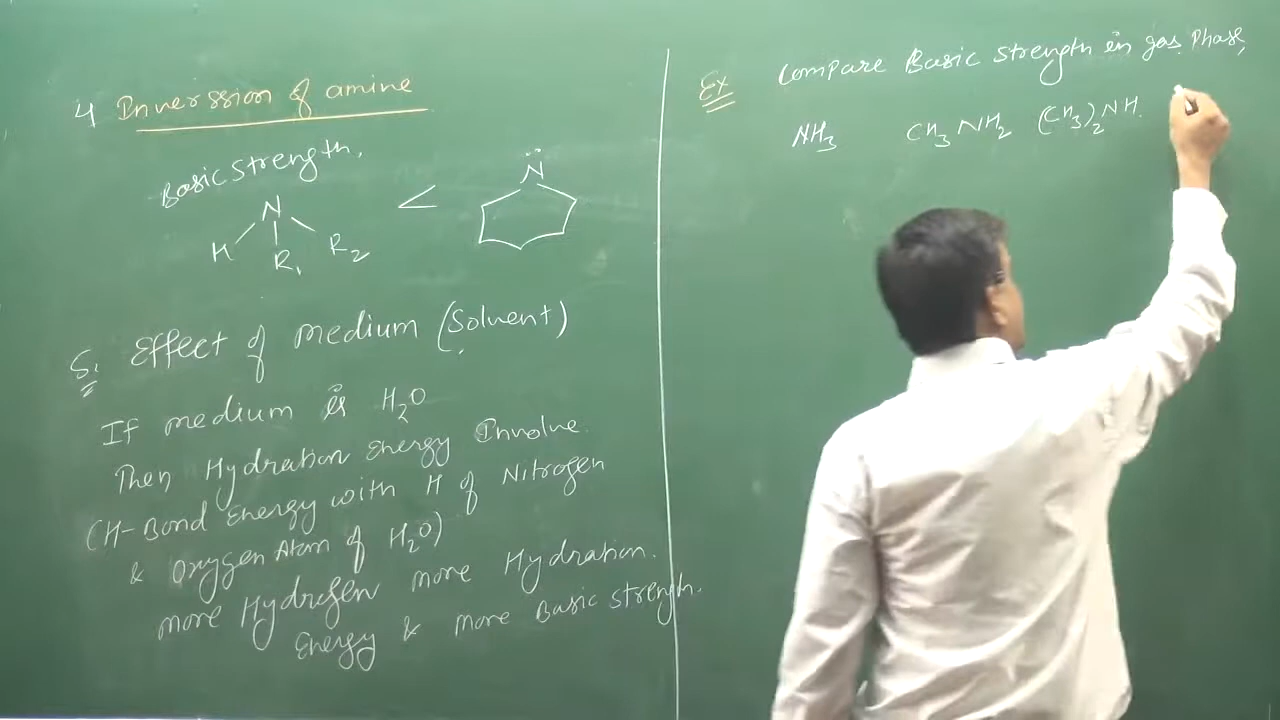 4 Inverssion of amine
Basic strength,
N
H R₁ R₂
<
N̈
5. Effect of medium (Solvent)
If medium is H₂O
Then Hydration Energy Involve.
(H-Bond Energy with H of Nitrogen
& oxygen Atom of H₂O)
more Hydrogen more Hydration.
Energy & more Basic strength.
Ex Compare Basic strength in gas Phase,
NH₃ CH₃NH₂ (CH₃)₂NH